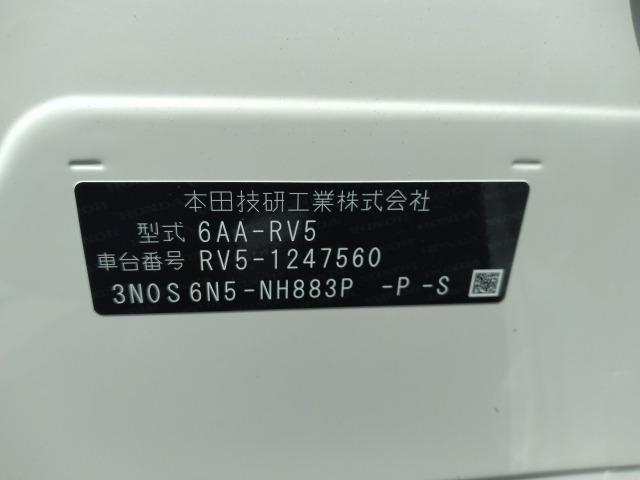 本田技研工業株式会社
型式 6AA-RV5
車台番号 RV5-1247560
3N0S6N5-NH883P -P-S